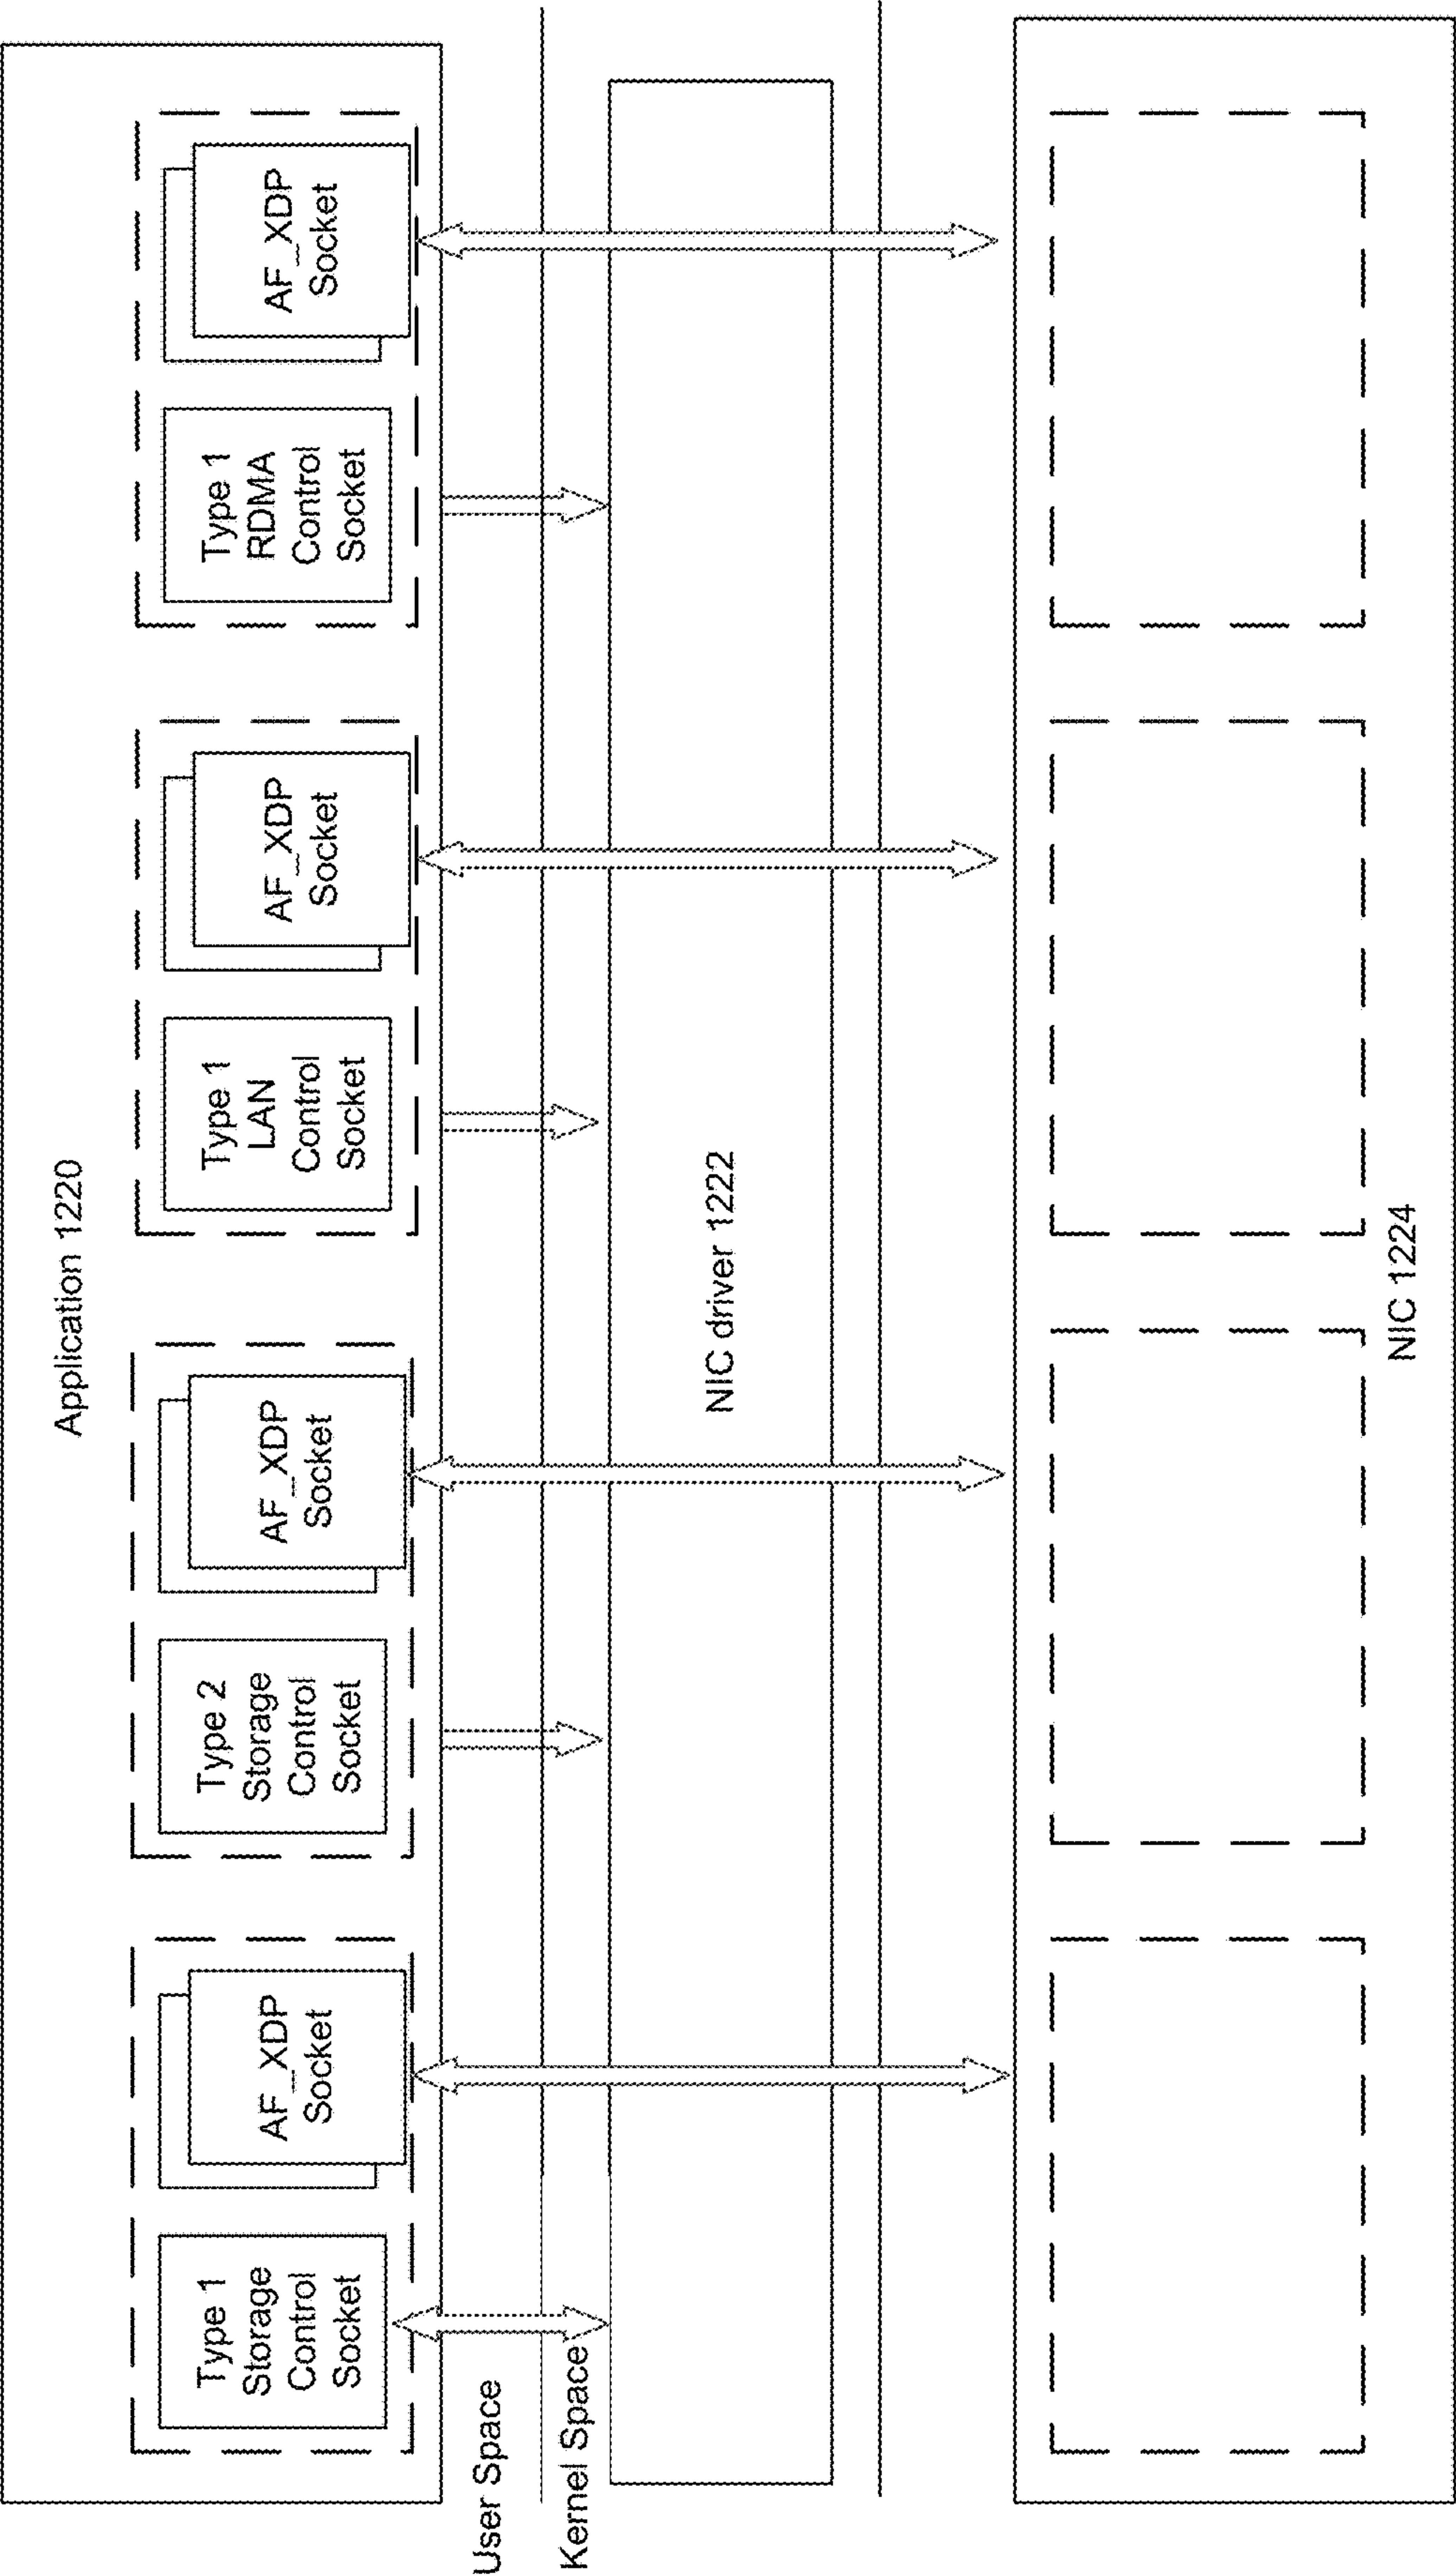 Application 1220
Type 1
Storage
Control
Socket
AF_XDP
Socket
Type 2
Storage
Control
Socket
AF_XDP
Socket
Type 1
LAN
Control
Socket
AF_XDP
Socket
Type 1
RDMA
Control
Socket
AF_XDP
Socket
User Space
Kernel Space
NIC driver 1222
NIC 1224